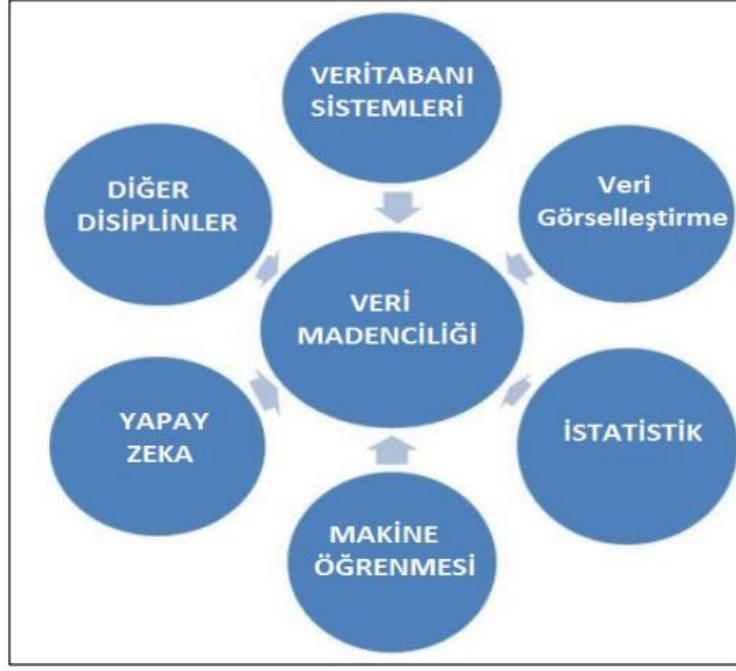 VERİTABANI
SİSTEMLERİ
DİĞER
DİSİPLİNLER
Veri
Görselleştirme
VERİ
MADENCİLİĞİ
YAPAY
ZEKA
İSTATİSTİK
MAKİNE
ÖĞRENMESİ